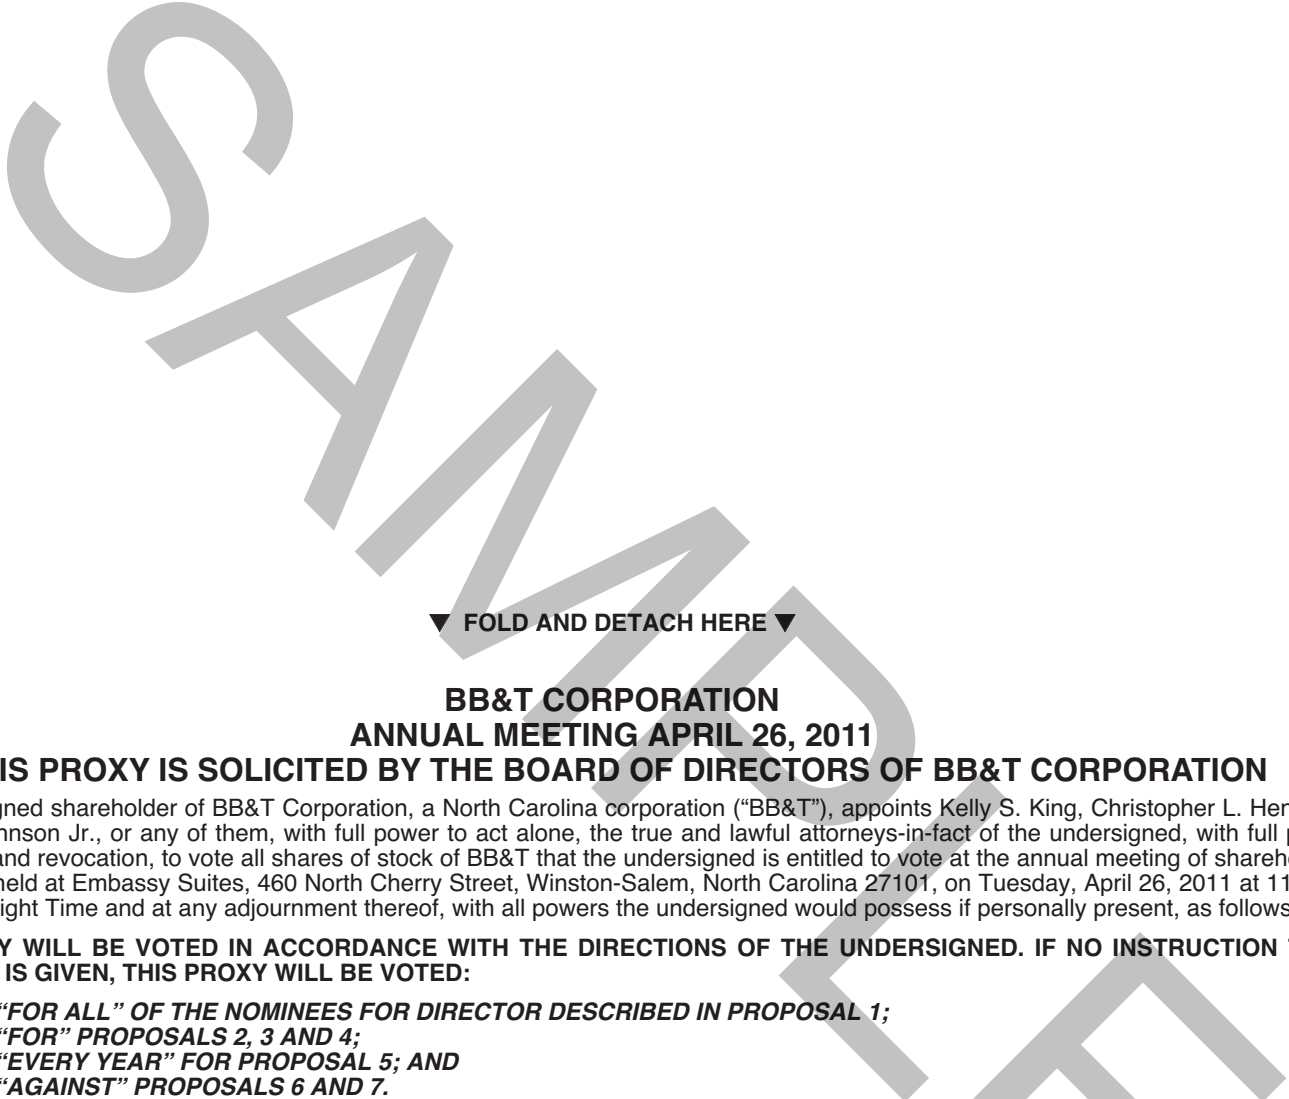 SAMPLE
▼ FOLD AND DETACH HERE ▼
BB&T CORPORATION
ANNUAL MEETING APRIL 26, 2011
IS PROXY IS SOLICITED BY THE BOARD OF DIRECTORS OF BB&T CORPORATION
gned shareholder of BB&T Corporation, a North Carolina corporation (“BB&T”), appoints Kelly S. King, Christopher L. Hen
hnson Jr., or any of them, with full power to act alone, the true and lawful attorneys-in-fact of the undersigned, with full
and revocation, to vote all shares of stock of BB&T that the undersigned is entitled to vote at the annual meeting of shareho
held at Embassy Suites, 460 North Cherry Street, Winston-Salem, North Carolina 27101, on Tuesday, April 26, 2011 at 11
ight Time and at any adjournment thereof, with all powers the undersigned would possess if personally present, as follows
Y WILL BE VOTED IN ACCORDANCE WITH THE DIRECTIONS OF THE UNDERSIGNED. IF NO INSTRUCTION
IS GIVEN, THIS PROXY WILL BE VOTED:
“FOR ALL” OF THE NOMINEES FOR DIRECTOR DESCRIBED IN PROPOSAL 1;
“FOR” PROPOSALS 2, 3 AND 4;
“EVERY YEAR” FOR PROPOSAL 5; AND
“AGAINST” PROPOSALS 6 AND 7.